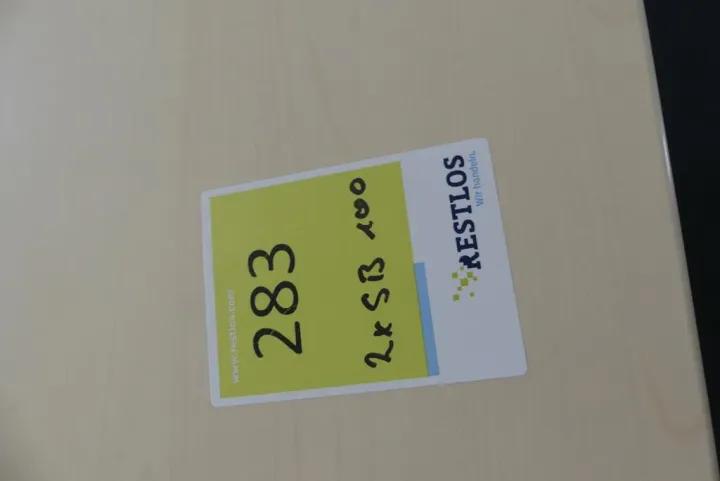 www.restlos.com
283
2x SB 100
RESTLOS
Wir handeln.